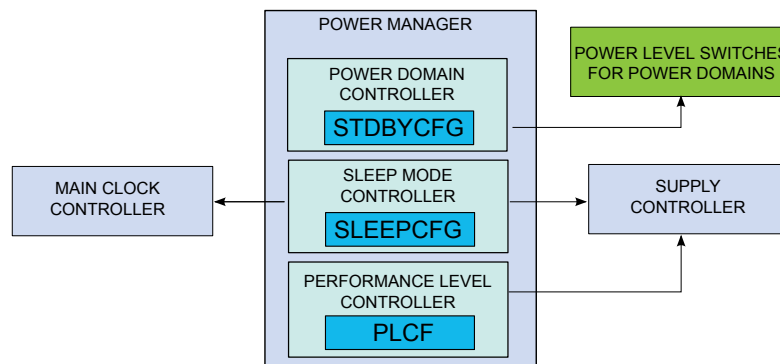 POWER MANAGER
POWER DOMAIN
CONTROLLER
STDBYCFG
POWER LEVEL SWITCHES
FOR POWER DOMAINS
SLEEP MODE
CONTROLLER
SLEEPCFG
MAIN CLOCK
CONTROLLER
SUPPLY
CONTROLLER
PERFORMANCE LEVEL
CONTROLLER
PLCF